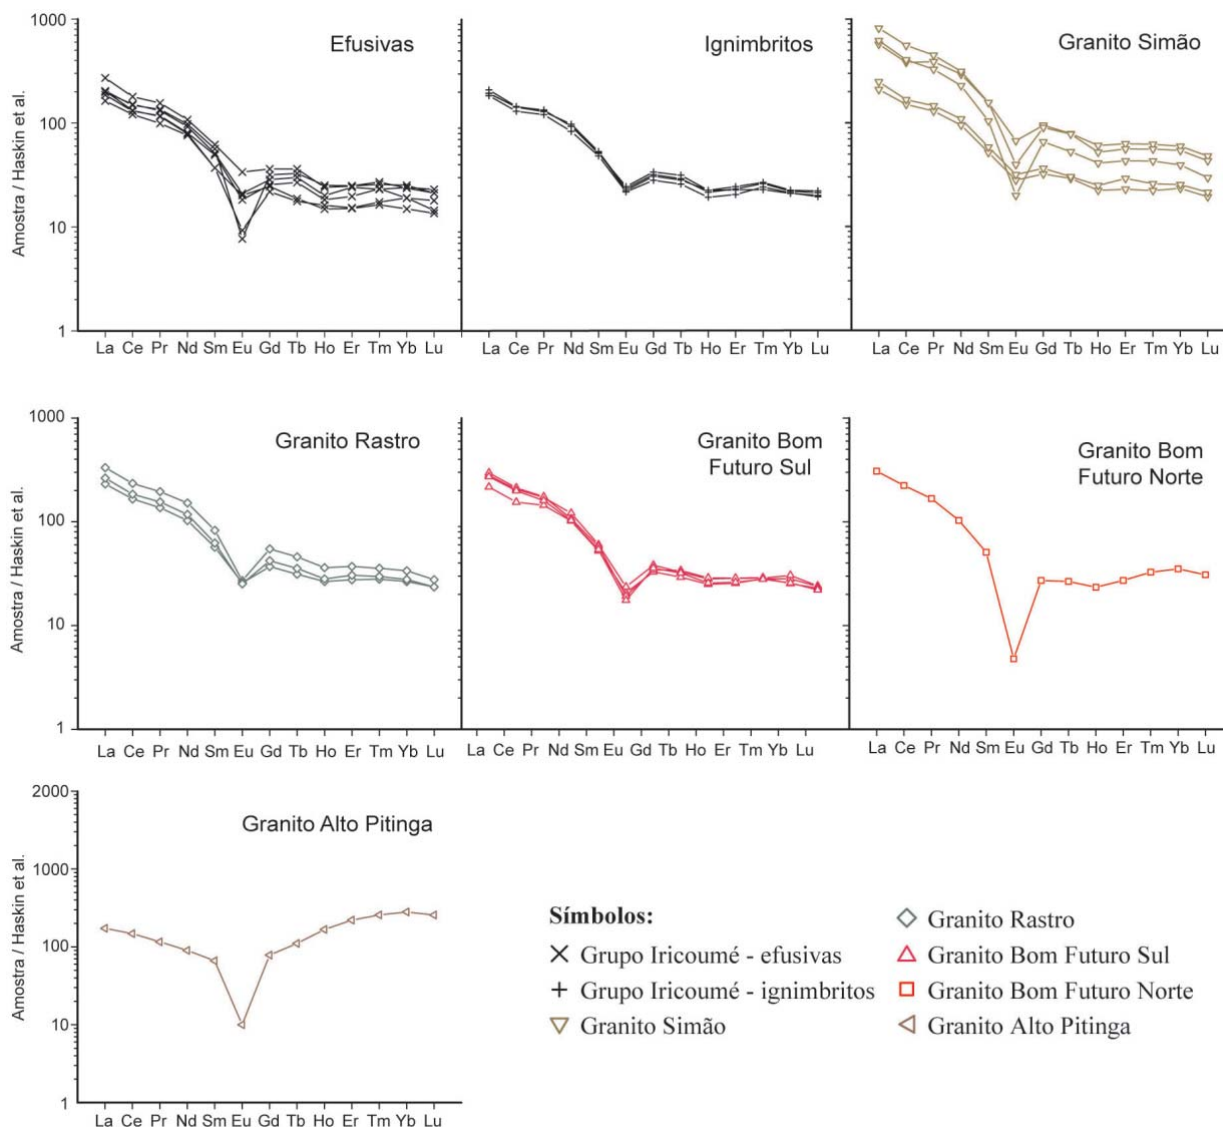 Efusivas
Amostra / Haskin et al.
1000
100
10
1
La Ce Pr Nd Sm Eu Gd Tb Ho Er Tm Yb Lu
Ignimbritos
La Ce Pr Nd Sm Eu Gd Tb Ho Er Tm Yb Lu
Granito Simão
La Ce Pr Nd Sm Eu Gd Tb Ho Er Tm Yb Lu
Granito Rastro
Amostra / Haskin et al.
1000
100
10
1
La Ce Pr Nd Sm Eu Gd Tb Ho Er Tm Yb Lu
Granito Bom
Futuro Sul
La Ce Pr Nd Sm Eu Gd Tb Ho Er Tm Yb Lu
Granito Bom
Futuro Norte
La Ce Pr Nd Sm Eu Gd Tb Ho Er Tm Yb Lu
Granito Alto Pitinga
Amostra / Haskin et al.
2000
1000
100
10
1
La Ce Pr Nd Sm Eu Gd Tb Ho Er Tm Yb Lu
Símbolos:
Grupo Iricoumé - efusivas
Grupo Iricoumé - ignimbritos
Granito Simão
Granito Rastro
Granito Bom Futuro Sul
Granito Bom Futuro Norte
Granito Alto Pitinga